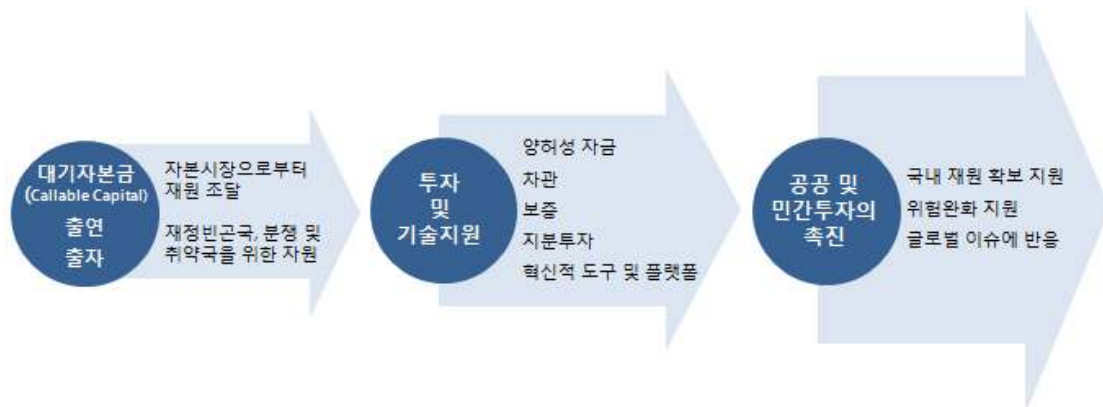 대기자본금
(Callable Capital)
출연
출자
자본시장으로부터
재원 조달
재정빈곤국, 분쟁 및
취약국을 위한 자원
투자
및
기술지원
양허성 자금
차관
보증
지분투자
혁신적 도구 및 플랫폼
공공 및
민간투자의
촉진
국내 재원 확보 지원
위험완화 지원
글로벌 이슈에 반응